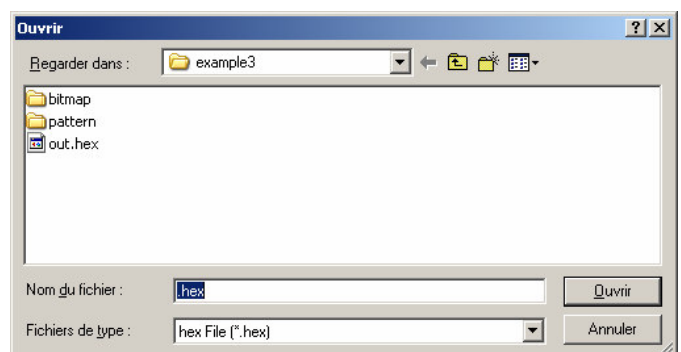 Ouvrir
Regarder dans : example3
bitmap
pattern
out.hex
Nom du fichier : .hex Ouvrir
Fichiers de type : hex File (*.hex) Annuler